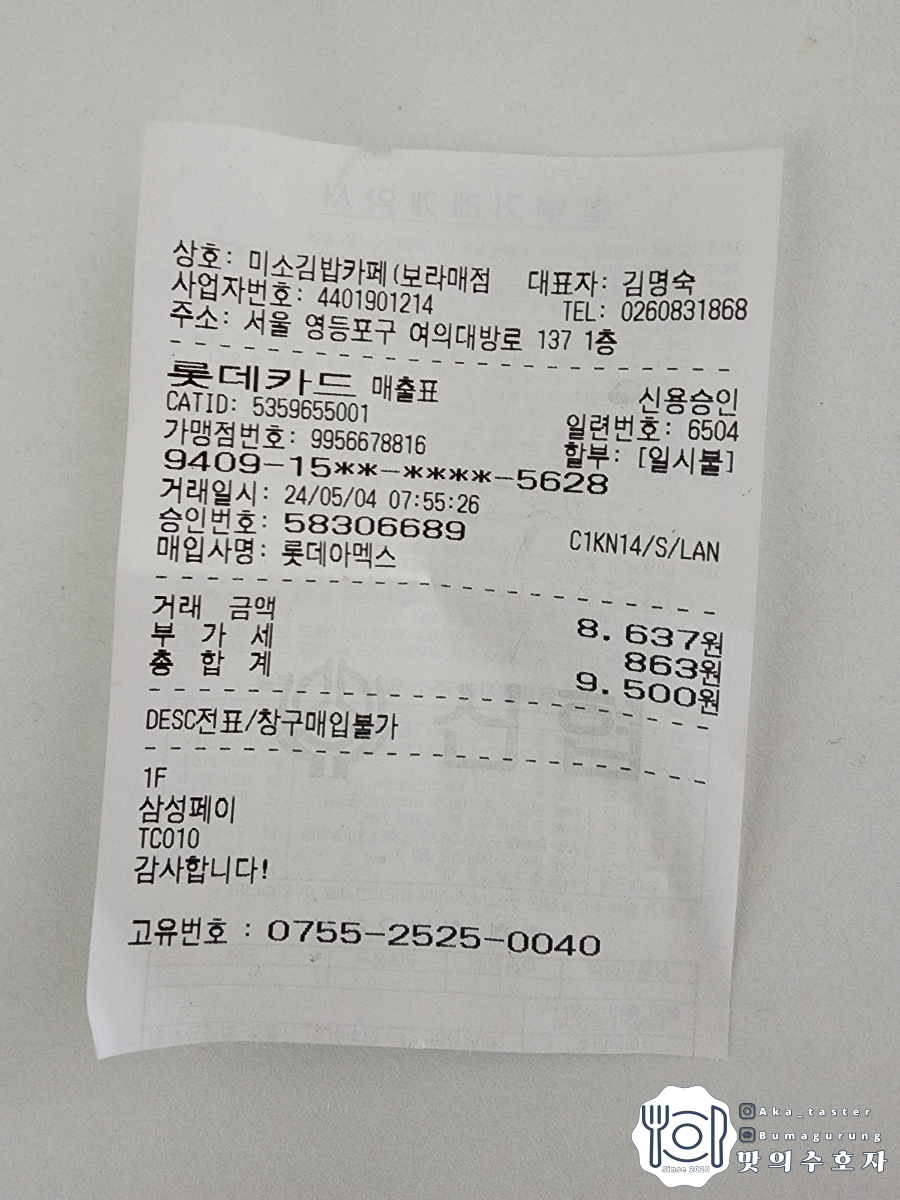 상호: 미소김밥카페(보라매점 대표자: 김명숙
사업자번호: 4401901214 TEL: 0260831868
주소: 서울 영등포구 여의대방로 137 1층
롯데카드 매출표 신용승인
CATID: 5359655001 일련번호: 6504
가맹점번호: 9956678816 할부: [일시불]
9409-15**-****-5628
거래일시: 24/05/04 07:55:26
승인번호: 58306689 C1KN14/S/LAN
매입사명: 롯데아멕스
거래 금액 8.637원
부 가 세 863원
총 합 계 9.500원
DESC전표/창구매입불가
1F
삼성페이
TC010
감사합니다!
고유번호 : 0755-2525-0040
Aka_taster
Bumagurung
맛의수호자
Since 2020